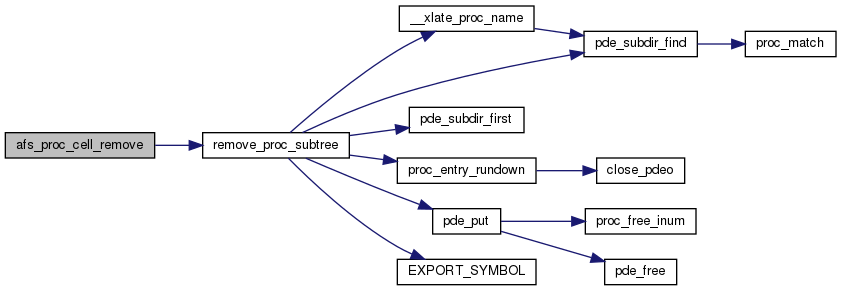 __xlate_proc_name
pde_subdir_find
proc_match
pde_subdir_first
afs_proc_cell_remove
remove_proc_subtree
proc_entry_rundown
close_pdeo
pde_put
proc_free_inum
EXPORT_SYMBOL
pde_free